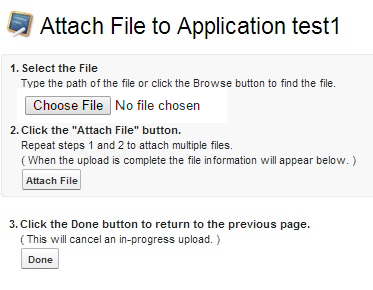 Attach File to Application test1
1. Select the File
Type the path of the file or click the Browse button to find the file.
Choose File No file chosen
2. Click the "Attach File" button.
Repeat steps 1 and 2 to attach multiple files.
( When the upload is complete the file information will appear below. )
Attach File
3. Click the Done button to return to the previous page.
( This will cancel an in-progress upload. )
Done